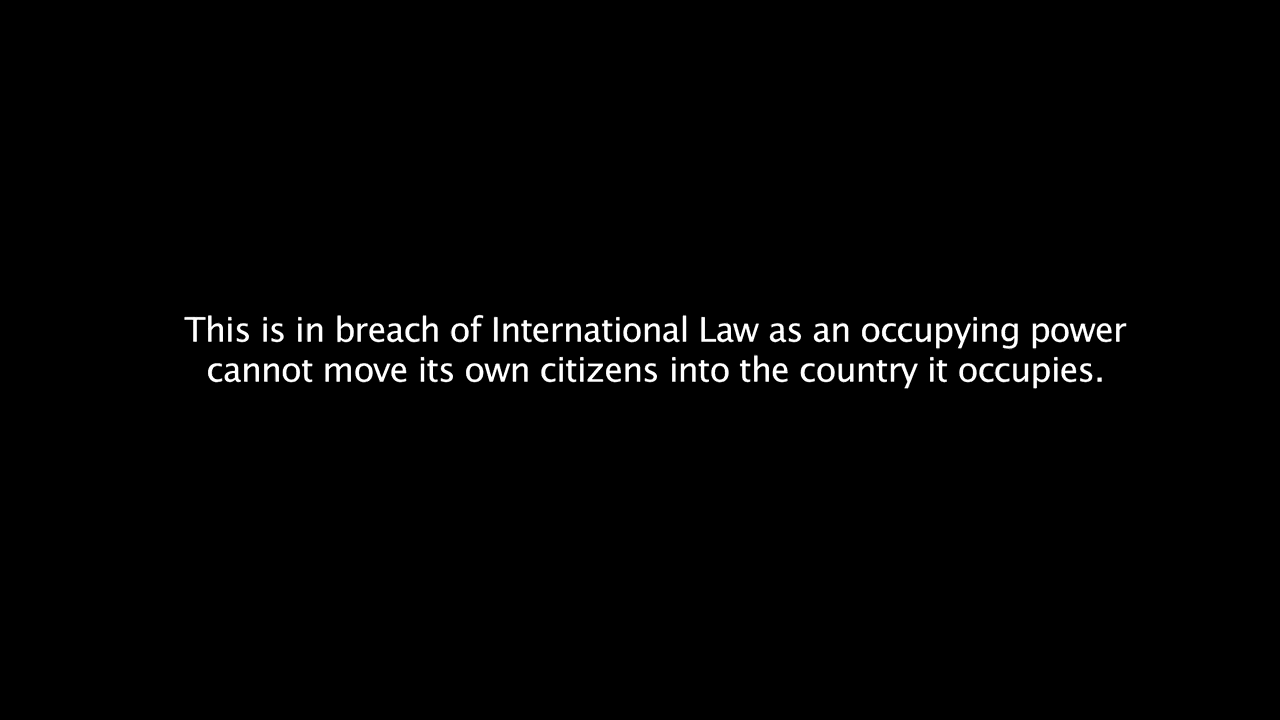 This is in breach of International Law as an occupying power
cannot move its own citizens into the country it occupies.